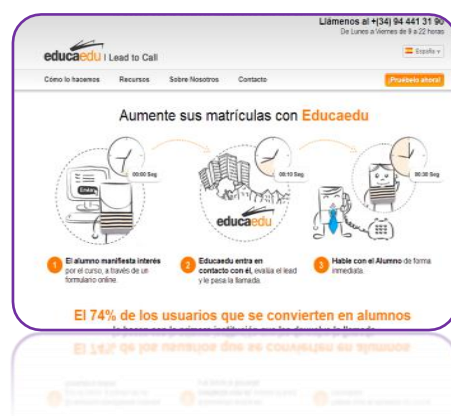 Llámenos al +(34) 94 441 31 90
De Lunes a Viernes de 9 a 22 horas
educaedu | Lead to Call
España
Cómo lo hacemos Recursos Sobre Nosotros Contacto ¡Pruébelo ahora!
Aumente sus matrículas con Educaedu
Enviar
00:00 Seg
00:10 Seg
00:30 Seg
educaedu
1 El alumno manifiesta interés
por el curso, a través de un
formulario online.
2 Educaedu entra en
contacto con él, evalúa el lead
y le pasa la llamada.
3 Hable con el Alumno de forma
inmediata.
El 74% de los usuarios que se convierten en alumnos